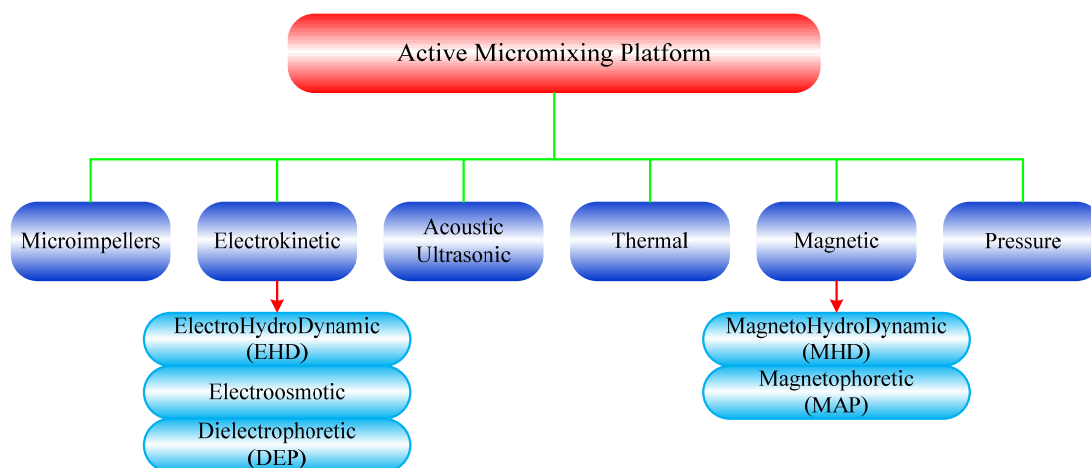 Active Micromixing Platform
Microimpellers
Electrokinetic
Acoustic
Ultrasonic
Thermal
Magnetic
Pressure
ElectroHydroDynamic
(EHD)
Electroosmotic
Dielectrophoretic
(DEP)
MagnetoHydroDynamic
(MHD)
Magnetophoretic
(MAP)